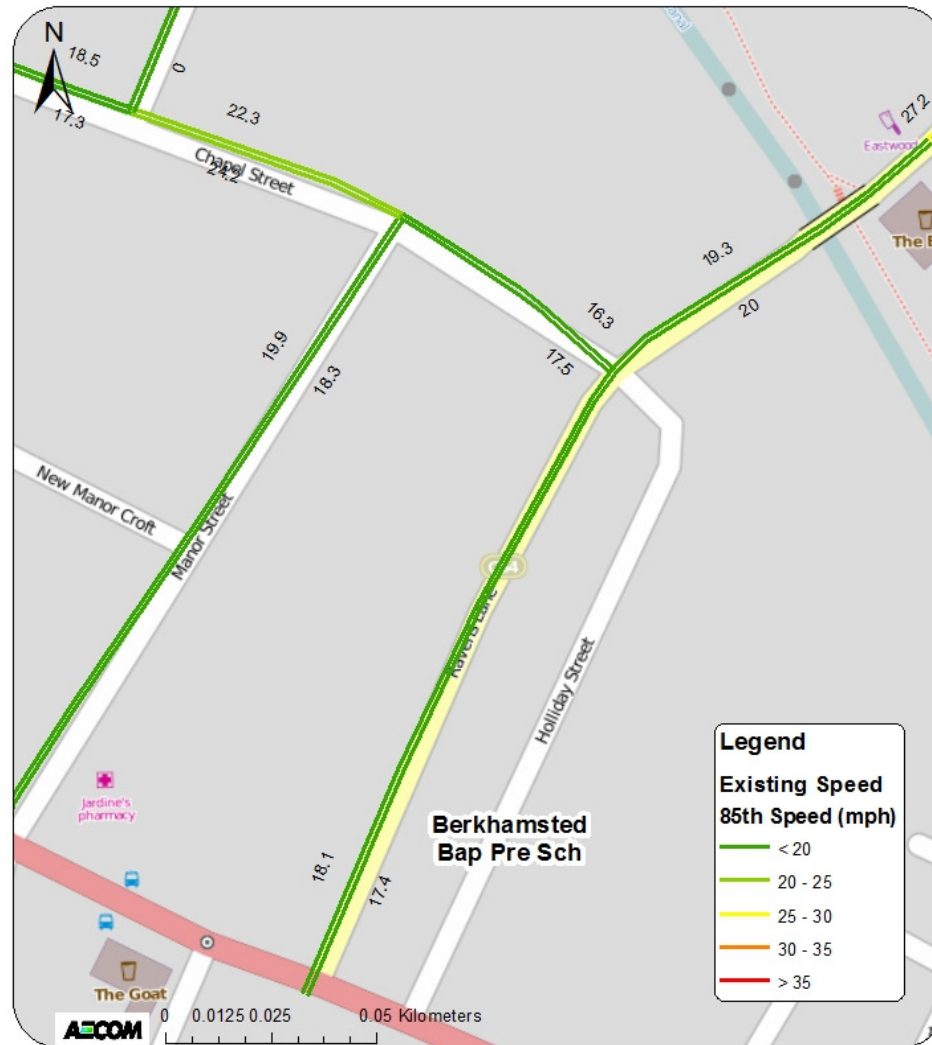 N
18.5
17.3
0
22.3
24.2
Chapel Street
27.2
Eastwood
The
19.3
20
16.3
17.5
19.9
18.3
New Manor Croft
Manor Street
Ravens Lane
Holliday Street
Jardine's
pharmacy
Berkhamsted
Bap Pre Sch
18.1
17.4
The Goat
AECOM
0 0.0125 0.025 0.05 Kilometers
Legend
Existing Speed
85th Speed (mph)
< 20
20 - 25
25 - 30
30 - 35
> 35